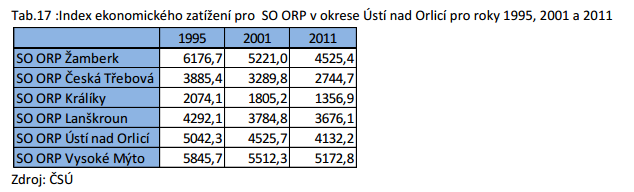 Tab.17 :Index ekonomického zatížení pro SO ORP v okrese Ústí nad Orlicí pro roky 1995, 2001 a 2011
1995 2001 2011
SO ORP Žamberk 6176,7 5221,0 4525,4
SO ORP Česká Třebová 3885,4 3289,8 2744,7
SO ORP Králíky 2074,1 1805,2 1356,9
SO ORP Lanškroun 4292,1 3784,8 3676,1
SO ORP Ústí nad Orlicí 5042,3 4525,7 4132,2
SO ORP Vysoké Mýto 5845,7 5512,3 5172,8
Zdroj: ČSÚ